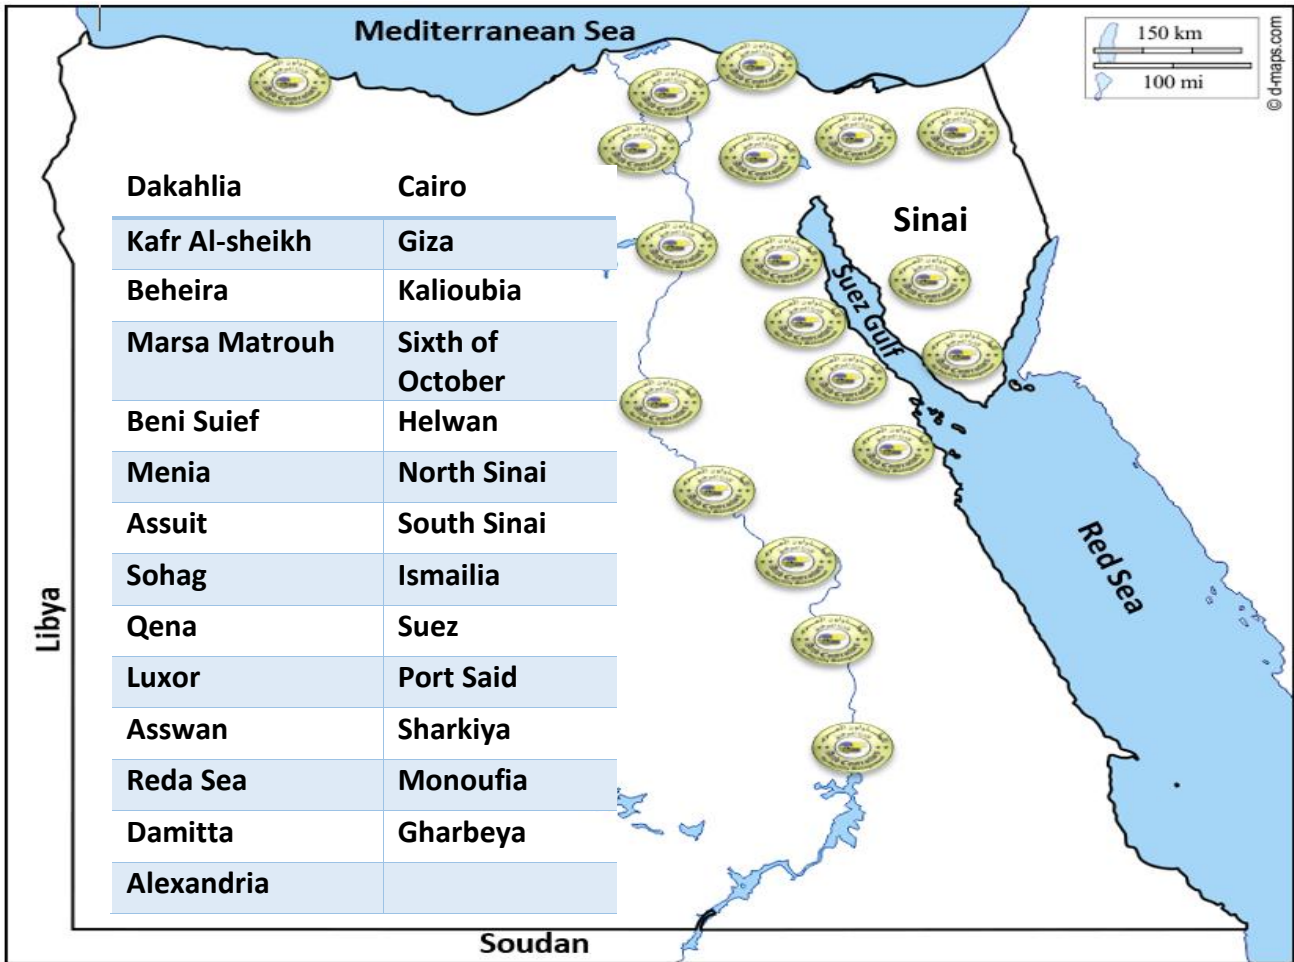 Mediterranean Sea
150 km
100 mi
© d-maps.com
Dakahlia Cairo
Kafr Al-sheikh Giza
Beheira Kalioubia
Marsa Matrouh Sixth of
October
Beni Suief Helwan
Menia North Sinai
Assuit South Sinai
Sohag Ismailia
Qena Suez
Luxor Port Said
Asswan Sharkiya
Reda Sea Monoufia
Damitta Gharbeya
Alexandria
Sinai
Suez Gulf
Red Sea
Libya
Soudan